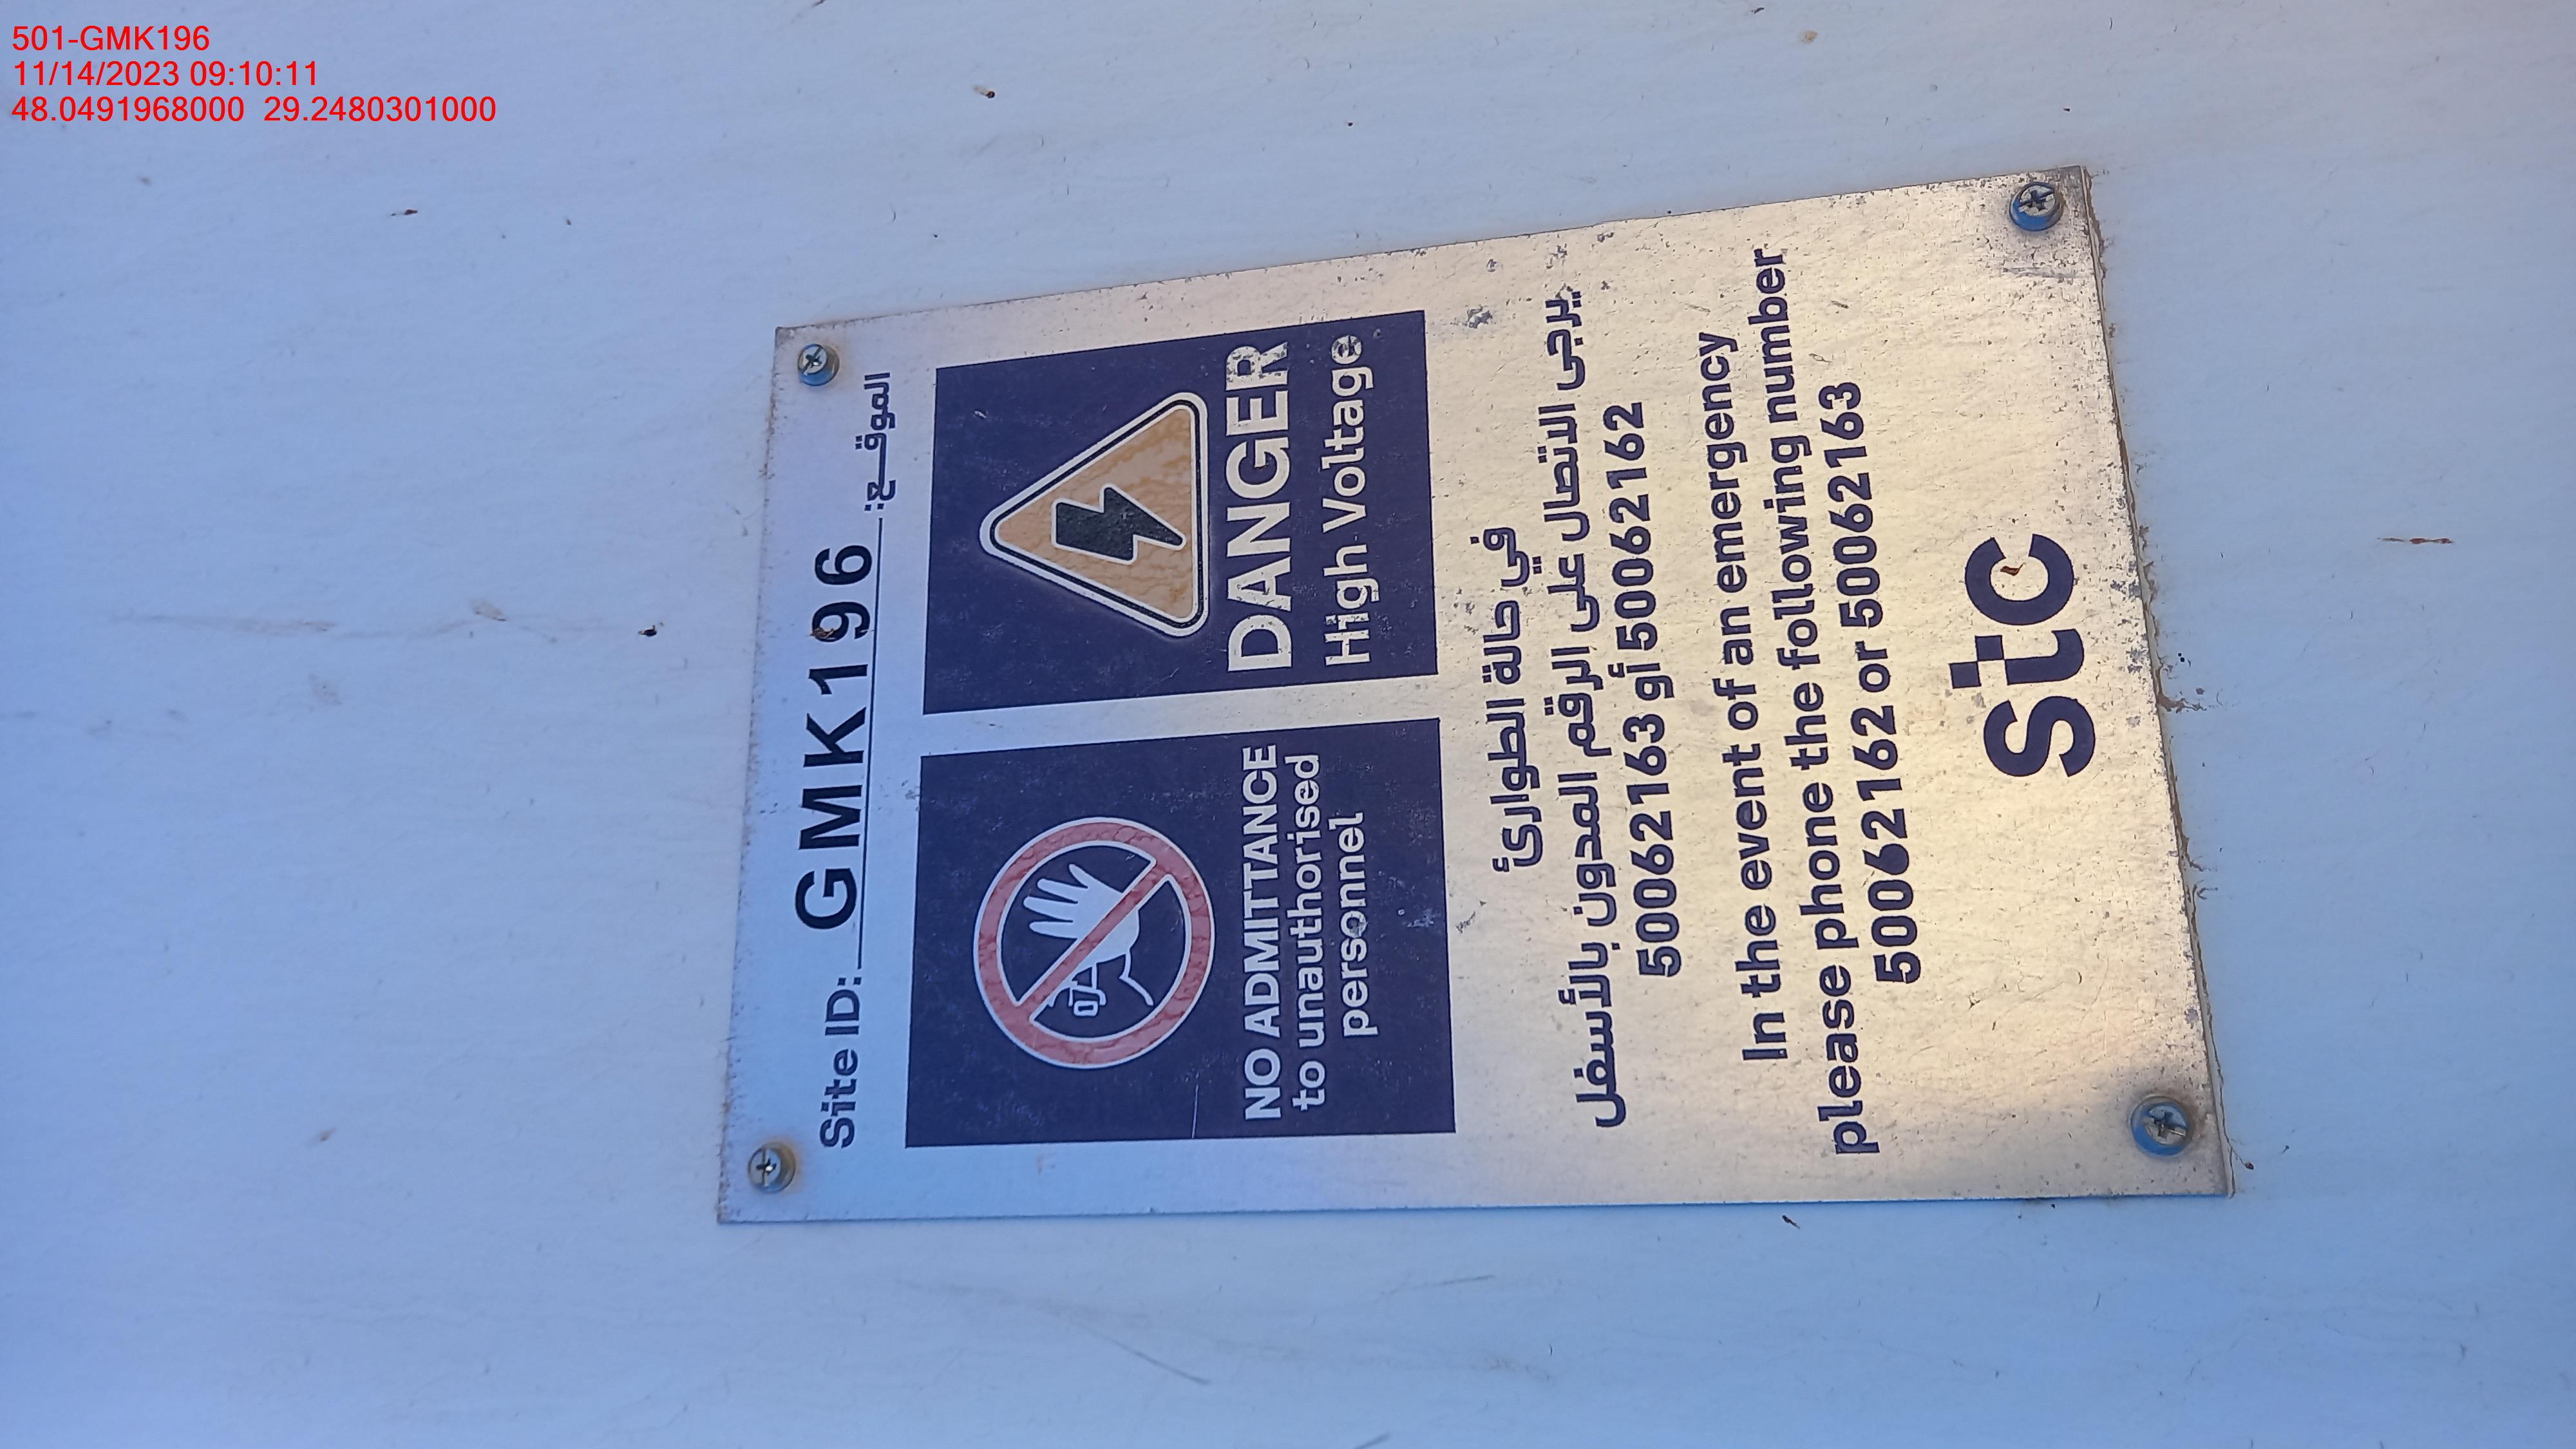 501-GMK196
11/14/2023 09:10:11
48.0491968000 29.2480301000
Site ID: GMK196 الموقـع:
NO ADMITTANCE
to unauthorised
personnel
DANGER
High Voltage
في حالة الطوارئ
يرجى الاتصال على الرقم المدون بالأسفل
50062163 أو 50062162
In the event of an emergency
please phone the following number
50062162 or 50062163
stc